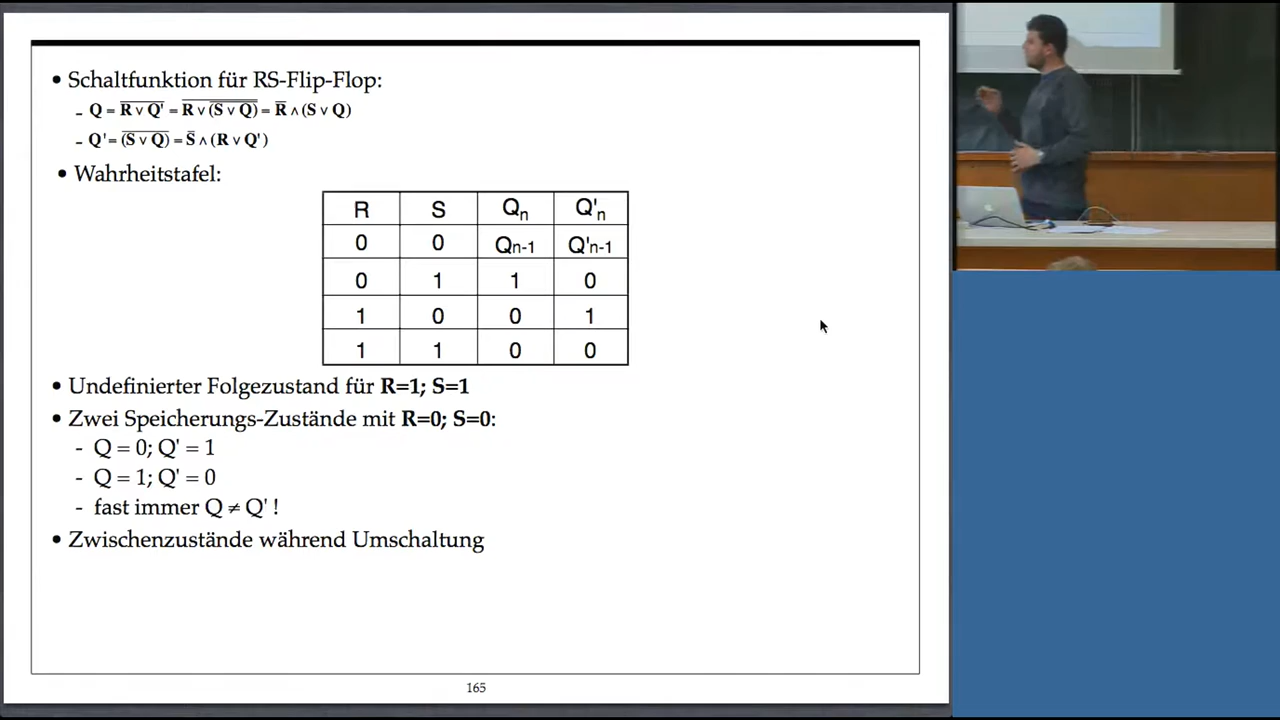 • Schaltfunktion für RS-Flip-Flop:
- Q = R̅ ̅v̅ ̅Q̅'̅ = R̅ ̅v̅ ̅(̅S̅ ̅v̅ ̅Q̅)̅ = R̅ ∧ (S v Q)
- Q' = (S̅ ̅v̅ ̅Q̅)̅ = S̅ ∧ (R v Q')
• Wahrheitstafel:
R S Qn Q'n
0 0 Qn-1 Q'n-1
0 1 1 0
1 0 0 1
1 1 0 0
• Undefinierter Folgezustand für R=1; S=1
• Zwei Speicherungs-Zustände mit R=0; S=0:
- Q = 0; Q' = 1
- Q = 1; Q' = 0
- fast immer Q ≠ Q' !
• Zwischenzustände während Umschaltung
165